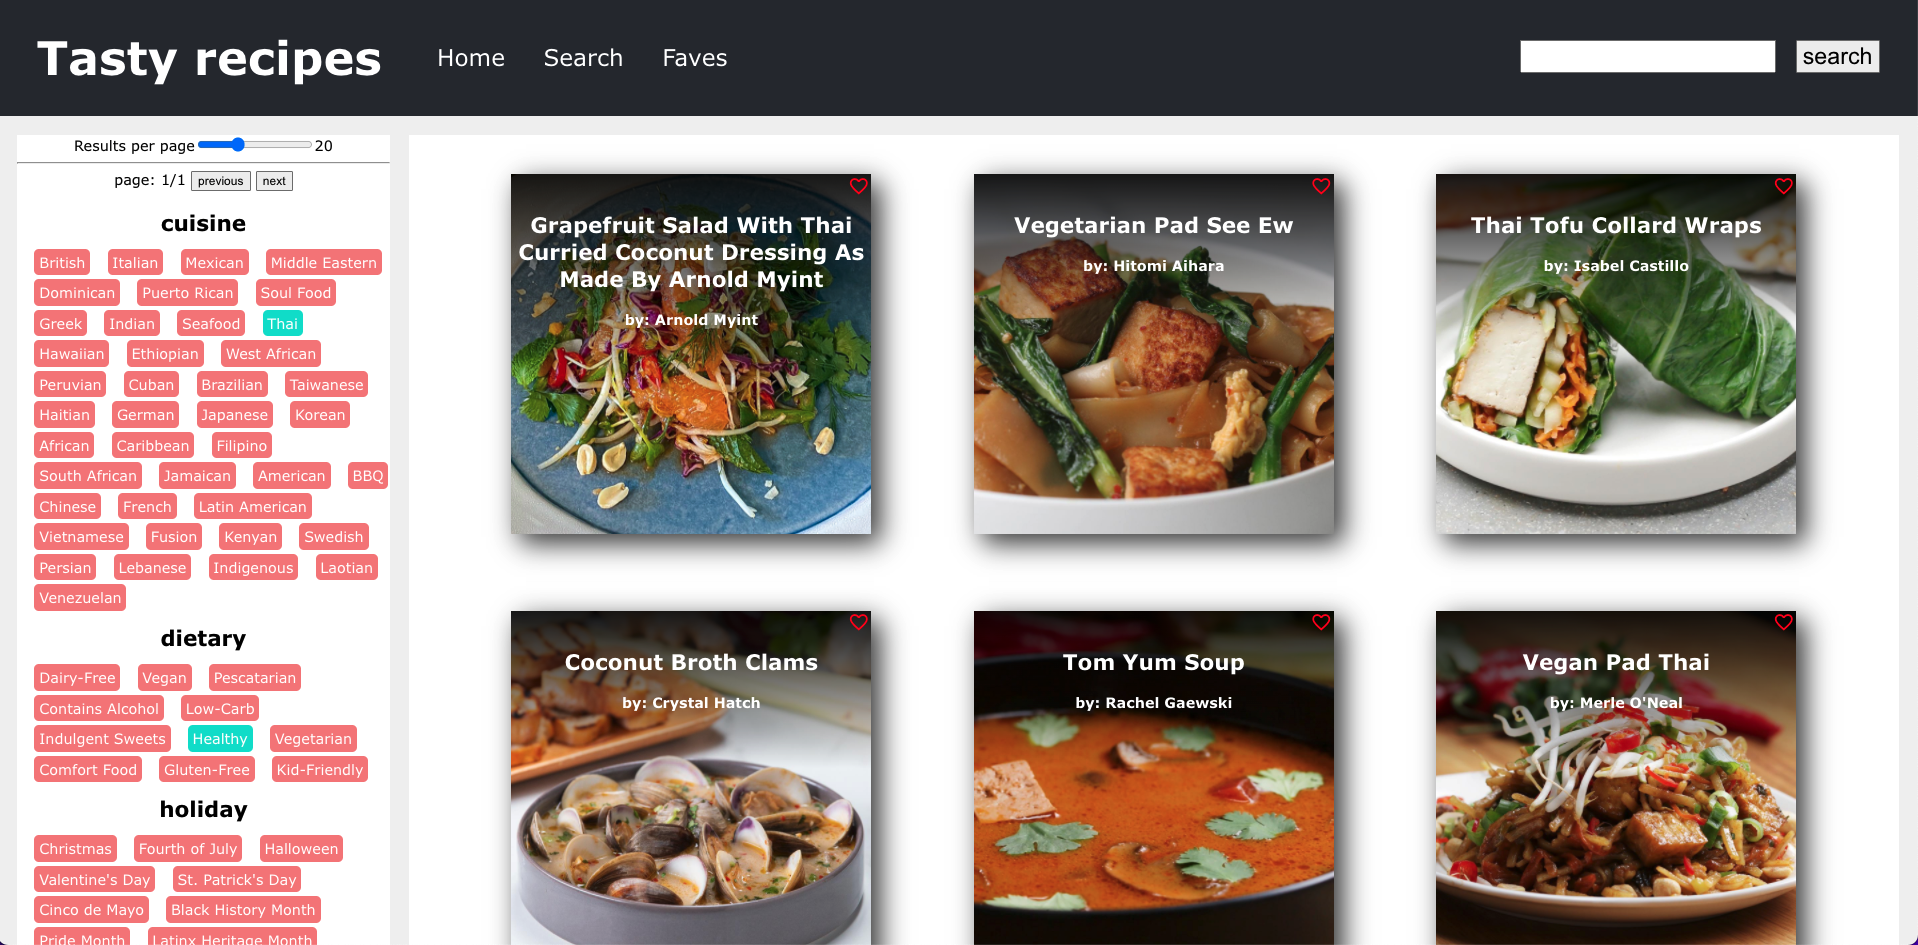 Tasty recipes Home Search Faves search
Results per page 20
page: 1/1 previous next
cuisine
British Italian Mexican Middle Eastern
Dominican Puerto Rican Soul Food
Greek Indian Seafood Thai
Hawaiian Ethiopian West African
Peruvian Cuban Brazilian Taiwanese
Haitian German Japanese Korean
African Caribbean Filipino
South African Jamaican American BBQ
Chinese French Latin American
Vietnamese Fusion Kenyan Swedish
Persian Lebanese Indigenous Laotian
Venezuelan
dietary
Dairy-Free Vegan Pescatarian
Contains Alcohol Low-Carb
Indulgent Sweets Healthy Vegetarian
Comfort Food Gluten-Free Kid-Friendly
holiday
Christmas Fourth of July Halloween
Valentine's Day St. Patrick's Day
Cinco de Mayo Black History Month
Pride Month Latinx Heritage Month
Grapefruit Salad With Thai
Curried Coconut Dressing As
Made By Arnold Myint
by: Arnold Myint
Vegetarian Pad See Ew
by: Hitomi Aihara
Thai Tofu Collard Wraps
by: Isabel Castillo
Coconut Broth Clams
by: Crystal Hatch
Tom Yum Soup
by: Rachel Gaewski
Vegan Pad Thai
by: Merle O'Neal